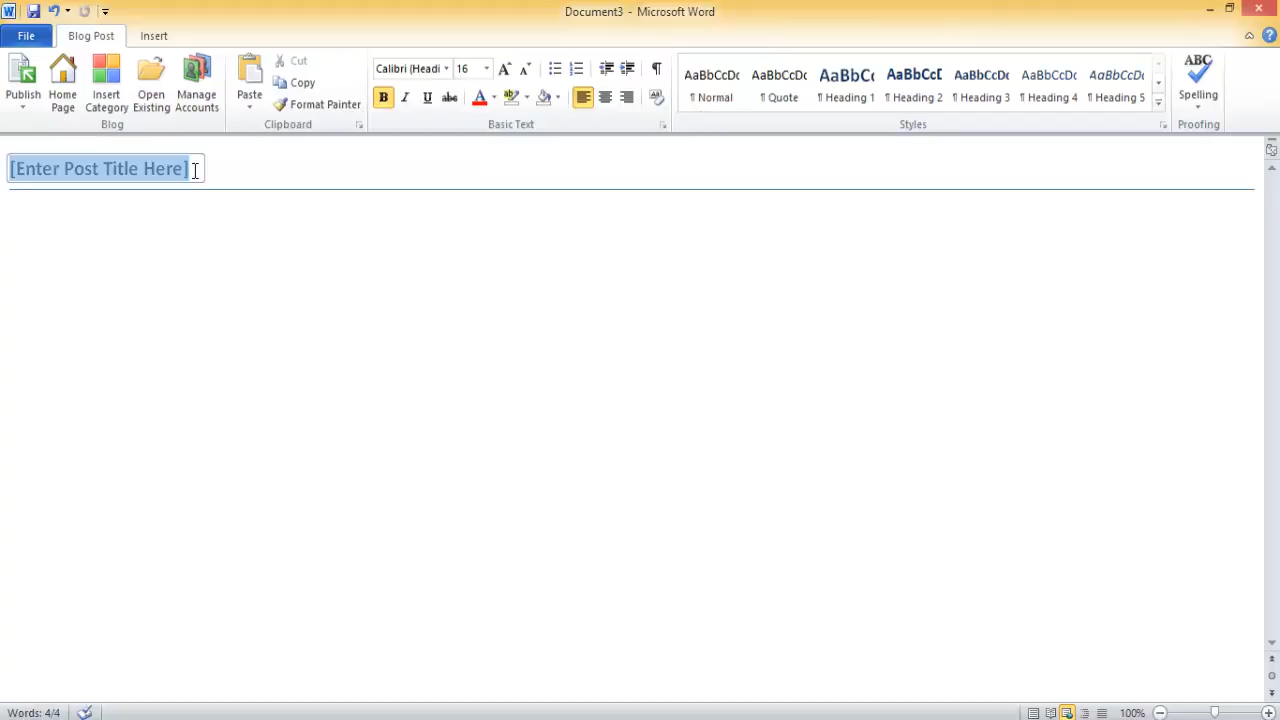 Document3 - Microsoft Word
File Blog Post Insert
Publish Home Page Insert Category Open Existing Manage Accounts
Blog
Paste Cut
Copy
Format Painter
Clipboard
Calibri (Headi 16
B I U abc A ab A
Basic Text
AaBbCcDc AaBbCcDc AaBbCc AaBbCcD AaBbCcDc AaBbCcDc AaBbCcDc
¶ Normal ¶ Quote ¶ Heading 1 ¶ Heading 2 ¶ Heading 3 ¶ Heading 4 ¶ Heading 5
Styles
ABC
Spelling
Proofing
[Enter Post Title Here]
Words: 4/4 100%